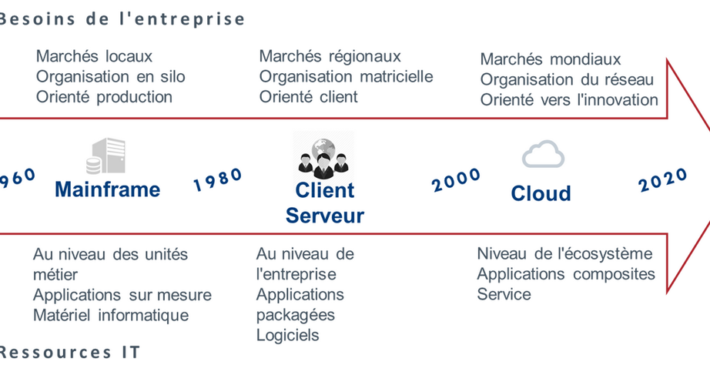 Besoins de l'entreprise
Marchés locaux
Organisation en silo
Orienté production
Marchés régionaux
Organisation matricielle
Orienté client
Marchés mondiaux
Organisation du réseau
Orienté vers l'innovation
960
Mainframe
1980
Client
Serveur
2000
Cloud
2020
Au niveau des unités
métier
Applications sur mesure
Matériel informatique
Au niveau de
l'entreprise
Applications
packagées
Logiciels
Niveau de l'écosystème
Applications composites
Service
Ressources IT